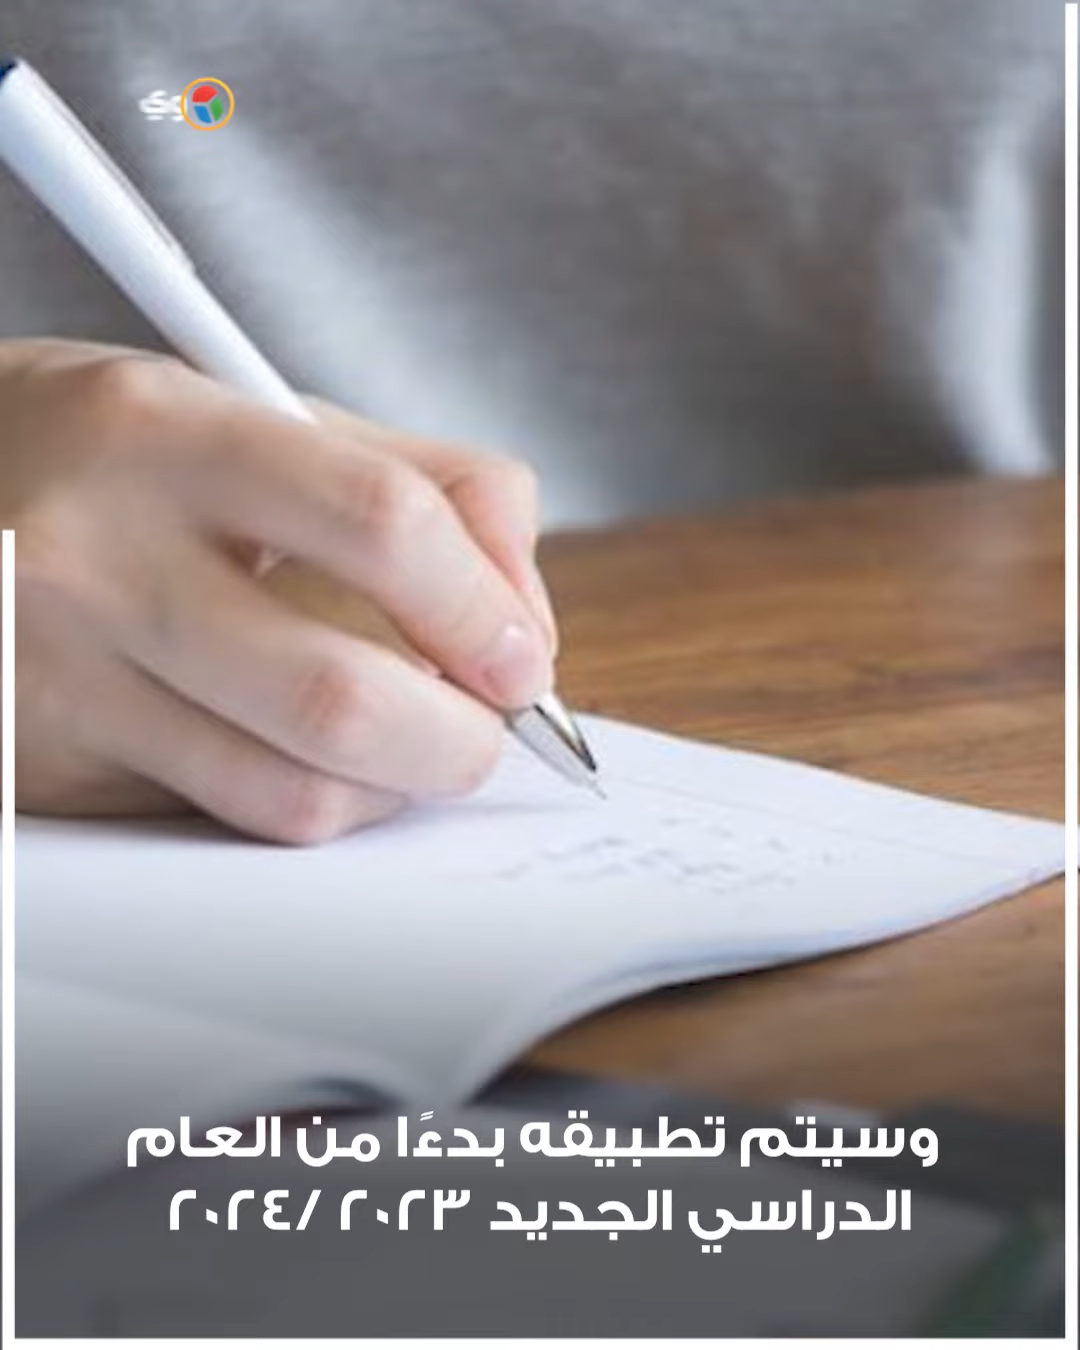 وسيتم تطبيقه بدءًا من العام
الدراسي الجديد ٢٠٢٣ /٢٠٢٤